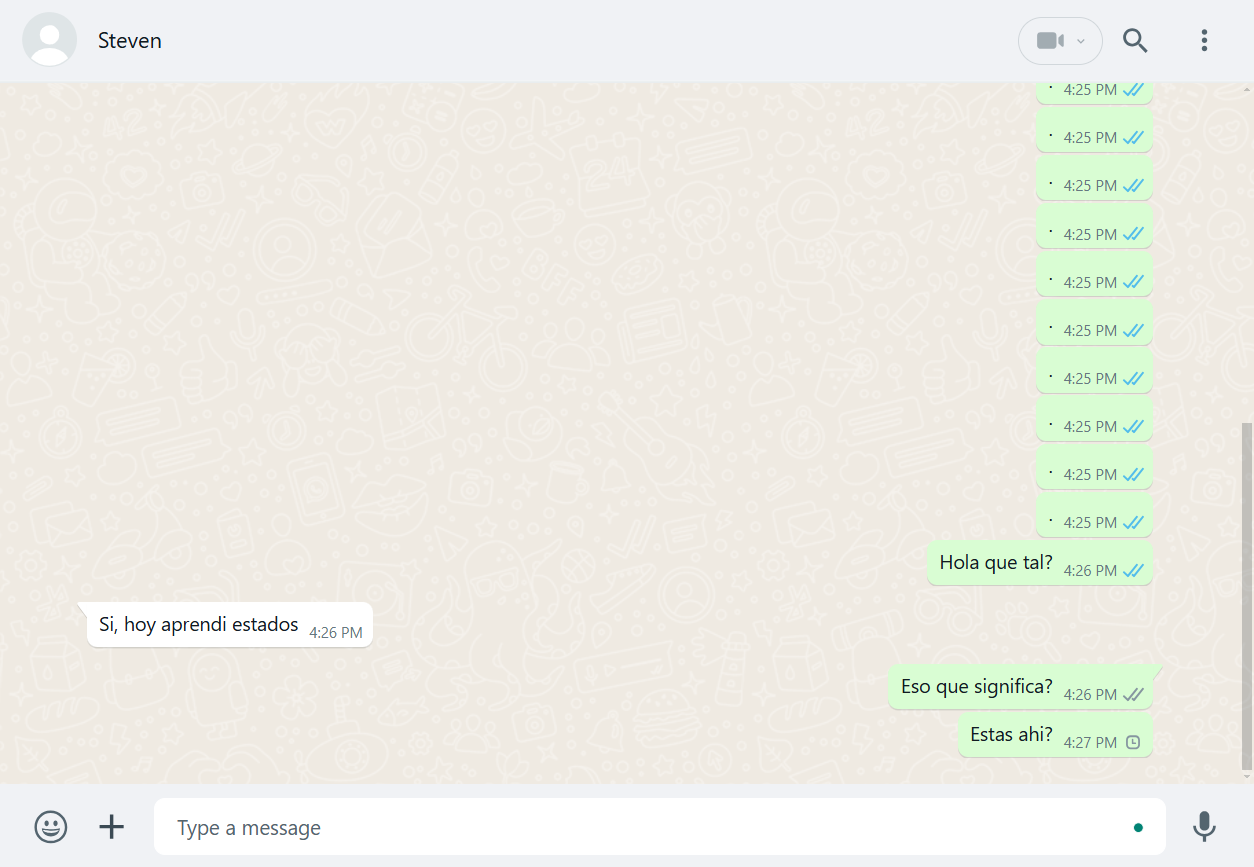 Steven
. 4:25 PM
. 4:25 PM
. 4:25 PM
. 4:25 PM
. 4:25 PM
. 4:25 PM
. 4:25 PM
. 4:25 PM
. 4:25 PM
. 4:25 PM
Hola que tal? 4:26 PM
Si, hoy aprendi estados 4:26 PM
Eso que significa? 4:26 PM
Estas ahi? 4:27 PM
Type a message